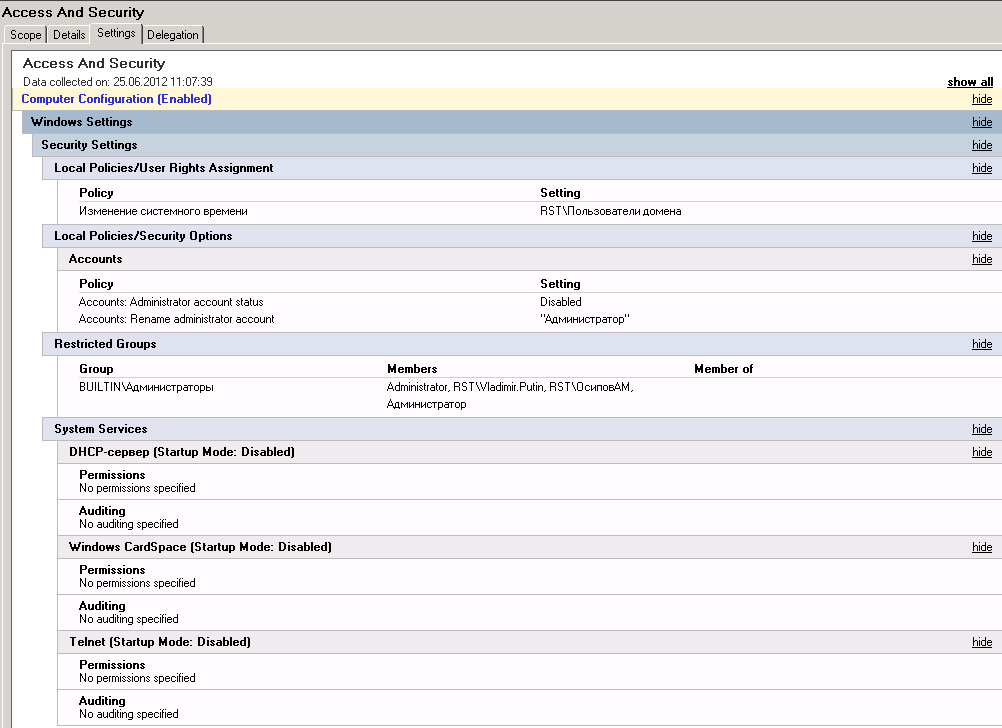 Access And Security
Scope Details Settings Delegation
Access And Security
Data collected on: 25.06.2012 11:07:39 show all
Computer Configuration (Enabled) hide
Windows Settings hide
Security Settings hide
Local Policies/User Rights Assignment hide
Policy Setting
Изменение системного времени RST\Пользователи домена
Local Policies/Security Options hide
Accounts hide
Policy Setting
Accounts: Administrator account status Disabled
Accounts: Rename administrator account "Администратор"
Restricted Groups hide
Group Members Member of
BUILTIN\Администраторы Administrator, RST\Vladimir.Putin, RST\ОсиповАМ,
Администратор
System Services hide
DHCP-сервер (Startup Mode: Disabled) hide
Permissions
No permissions specified
Auditing
No auditing specified
Windows CardSpace (Startup Mode: Disabled) hide
Permissions
No permissions specified
Auditing
No auditing specified
Telnet (Startup Mode: Disabled) hide
Permissions
No permissions specified
Auditing
No auditing specified